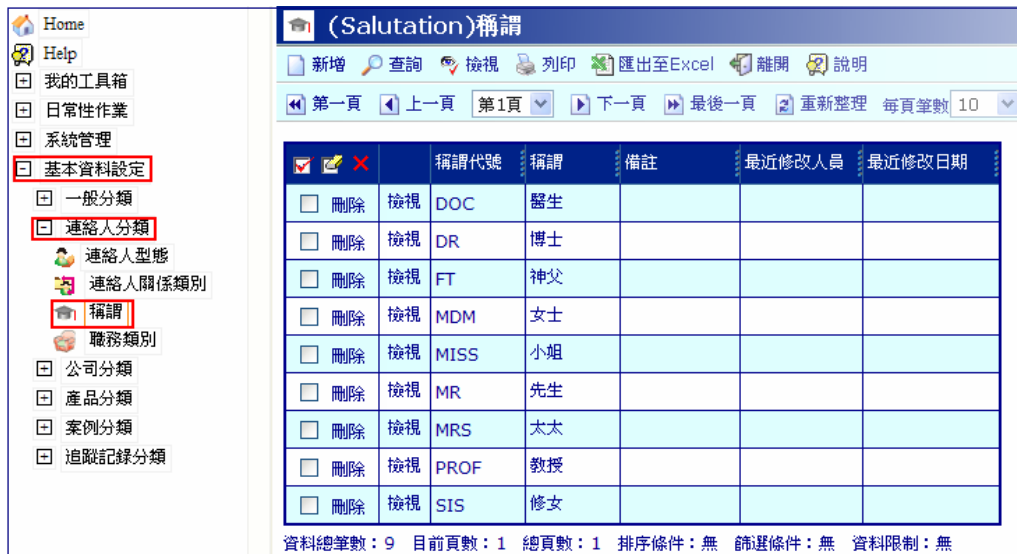 Home
Help
我的工具箱
日常性作業
系統管理
基本資料設定
一般分類
連絡人分類
連絡人型態
連絡人關係類別
稱謂
職務類別
公司分類
產品分類
案例分類
追蹤記錄分類
(Salutation)稱謂
新增 查詢 檢視 列印 匯出至Excel 離開 說明
第一頁 上一頁 第1頁 下一頁 最後一頁 重新整理 每頁筆數 10
稱謂代號 稱謂 備註 最近修改人員 最近修改日期
刪除 檢視 DOC 醫生
刪除 檢視 DR 博士
刪除 檢視 FT 神父
刪除 檢視 MDM 女士
刪除 檢視 MISS 小姐
刪除 檢視 MR 先生
刪除 檢視 MRS 太太
刪除 檢視 PROF 教授
刪除 檢視 SIS 修女
資料總筆數：9 目前頁數：1 總頁數：1 排序條件：無 篩選條件：無 資料限制：無